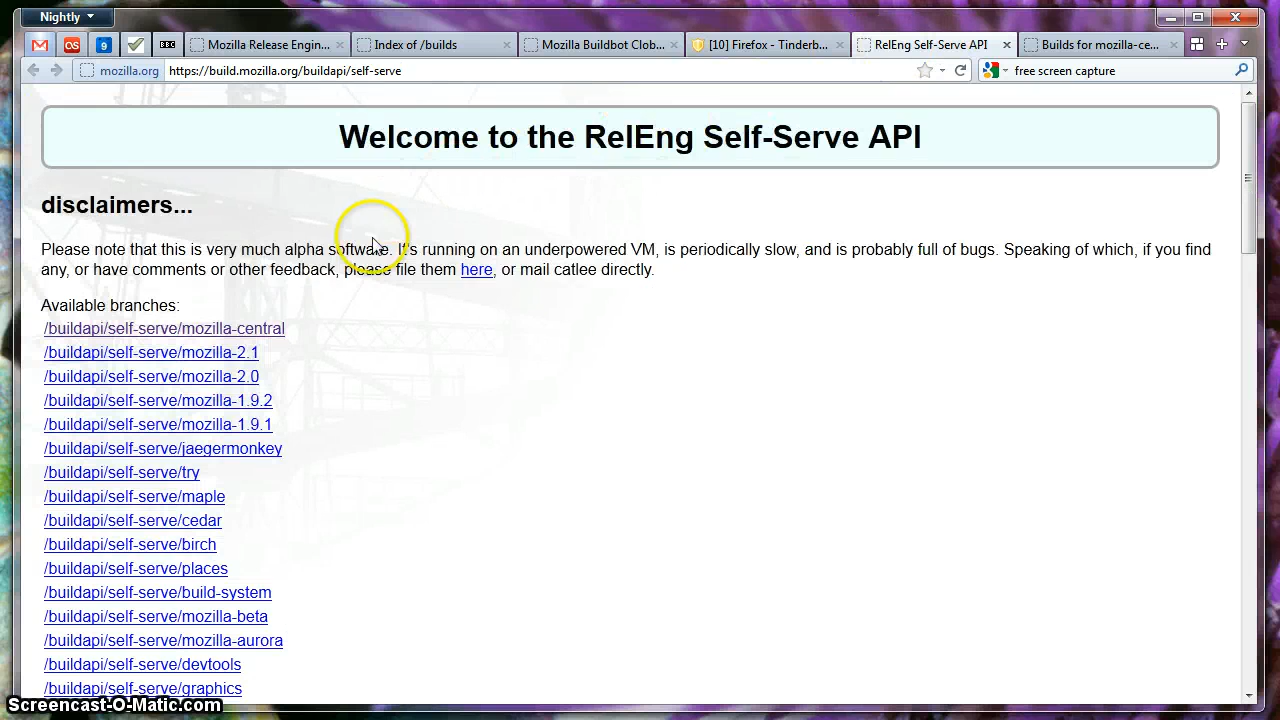 Nightly
M OS 9 BBC Mozilla Release Engin... Index of /builds Mozilla Buildbot Clob... [10] Firefox - Tinderb... RelEng Self-Serve API Builds for mozilla-ce...
mozilla.org https://build.mozilla.org/buildapi/self-serve free screen capture
Welcome to the RelEng Self-Serve API
disclaimers...
Please note that this is very much alpha software. It's running on an underpowered VM, is periodically slow, and is probably full of bugs. Speaking of which, if you find
any, or have comments or other feedback, please file them here, or mail catlee directly.
Available branches:
/buildapi/self-serve/mozilla-central
/buildapi/self-serve/mozilla-2.1
/buildapi/self-serve/mozilla-2.0
/buildapi/self-serve/mozilla-1.9.2
/buildapi/self-serve/mozilla-1.9.1
/buildapi/self-serve/jaegermonkey
/buildapi/self-serve/try
/buildapi/self-serve/maple
/buildapi/self-serve/cedar
/buildapi/self-serve/birch
/buildapi/self-serve/places
/buildapi/self-serve/build-system
/buildapi/self-serve/mozilla-beta
/buildapi/self-serve/mozilla-aurora
/buildapi/self-serve/devtools
/buildapi/self-serve/graphics
Screencast-O-Matic.com